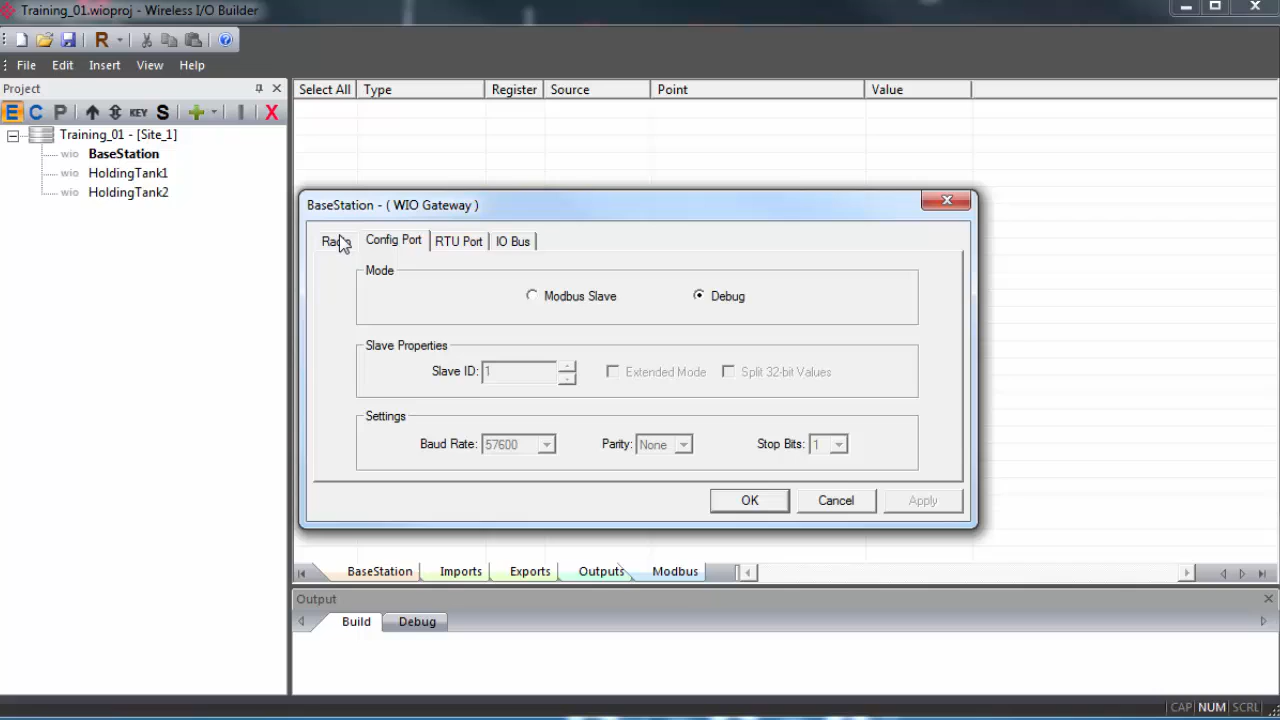 Training_01.wioproj - Wireless I/O Builder
R
File Edit Insert View Help
Project
E C P KEY S X
Training_01 - [Site_1]
wio BaseStation
wio HoldingTank1
wio HoldingTank2
Select All Type Register Source Point Value
BaseStation - ( WIO Gateway )
Config Port RTU Port IO Bus
Mode
Modbus Slave Debug
Slave Properties
Slave ID: 1 Extended Mode Split 32-bit Values
Settings
Baud Rate: 57600 Parity: None Stop Bits: 1
OK Cancel Apply
BaseStation Imports Exports Outputs Modbus
Output
Build Debug
CAP NUM SCRL